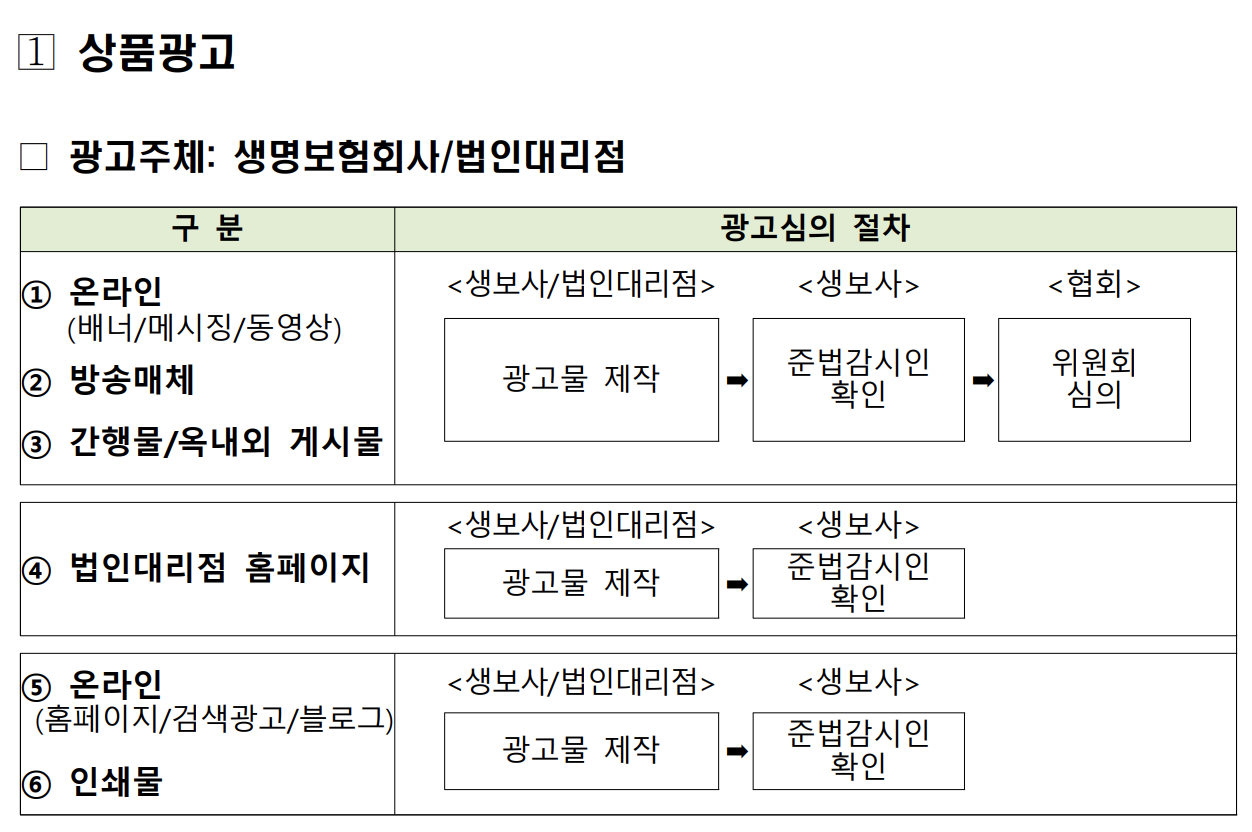 1 상품광고
□ 광고주체: 생명보험회사/법인대리점
구 분 광고심의 절차
① 온라인
(배너/메시징/동영상)
② 방송매체
③ 간행물/옥내외 게시물
<생보사/법인대리점> <생보사> <협회>
광고물 제작 ➡ 준법감시인 ➡ 위원회
확인 심의
④ 법인대리점 홈페이지
<생보사/법인대리점> <생보사>
광고물 제작 ➡ 준법감시인
확인
⑤ 온라인
(홈페이지/검색광고/블로그)
⑥ 인쇄물
<생보사/법인대리점> <생보사>
광고물 제작 ➡ 준법감시인
확인